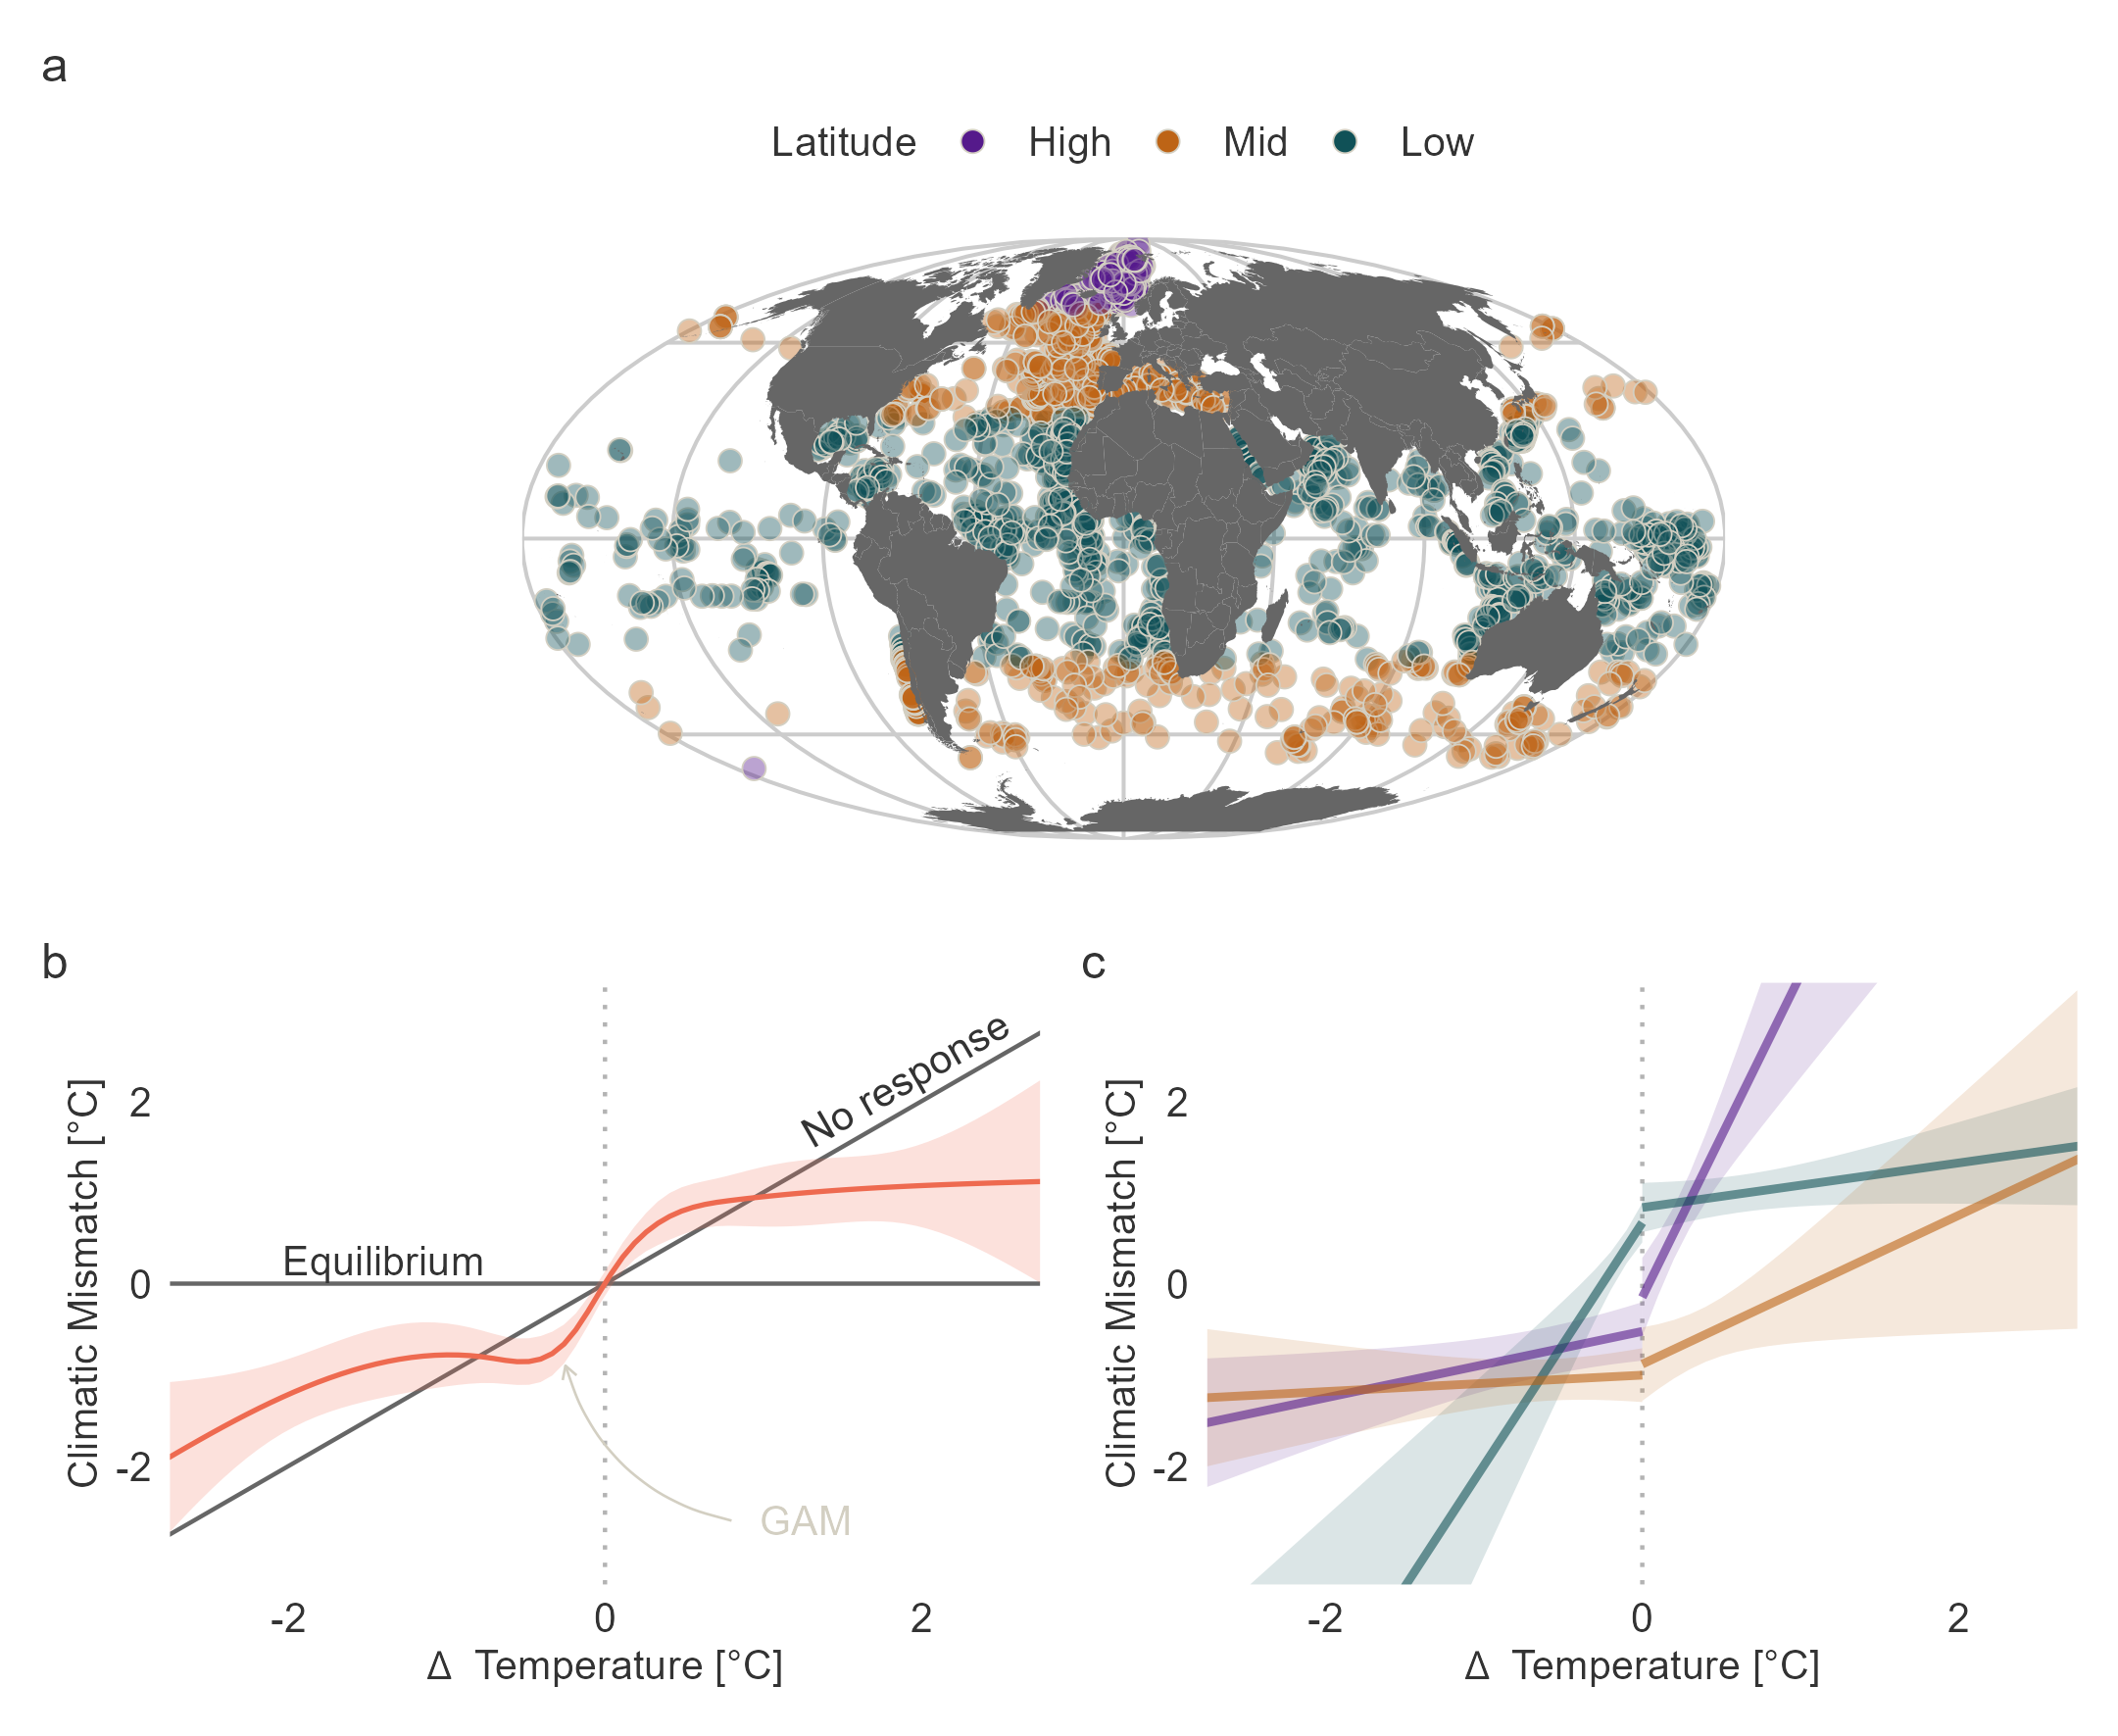 a
Latitude High Mid Low
b
Climatic Mismatch [°C]
2
0
-2
No response
Equilibrium
GAM
-2 0 2
Δ Temperature [°C]
c
Climatic Mismatch [°C]
2
0
-2
-2 0 2
Δ Temperature [°C]